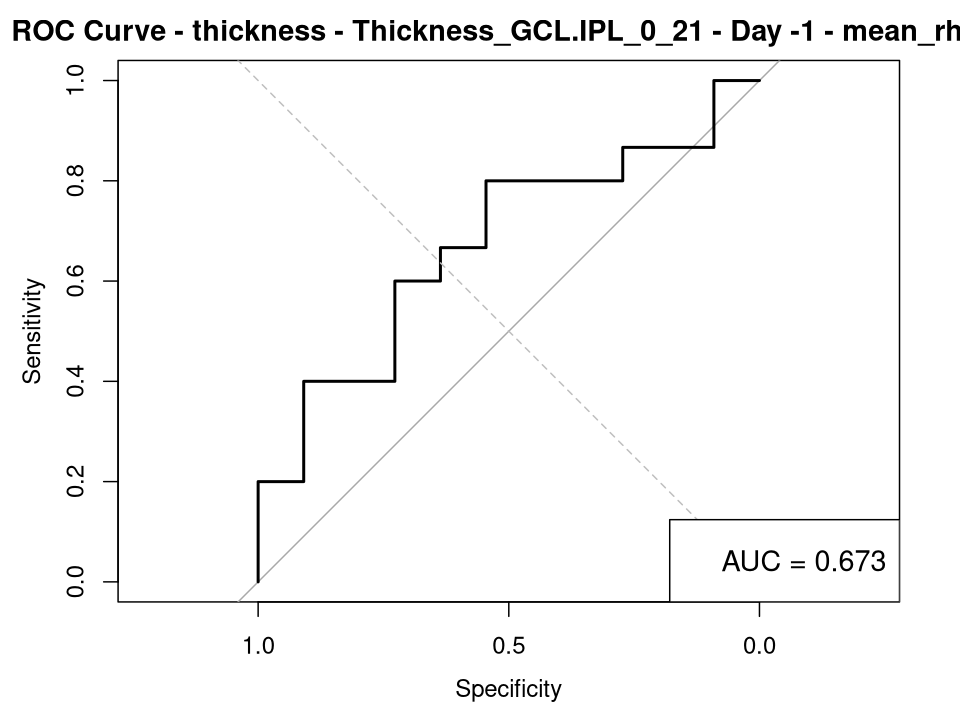 ROC Curve - thickness - Thickness_GCL.IPL_0_21 - Day -1 - mean_rh
Sensitivity
1.0
0.8
0.6
0.4
0.2
0.0
AUC = 0.673
1.0 0.5 0.0
Specificity